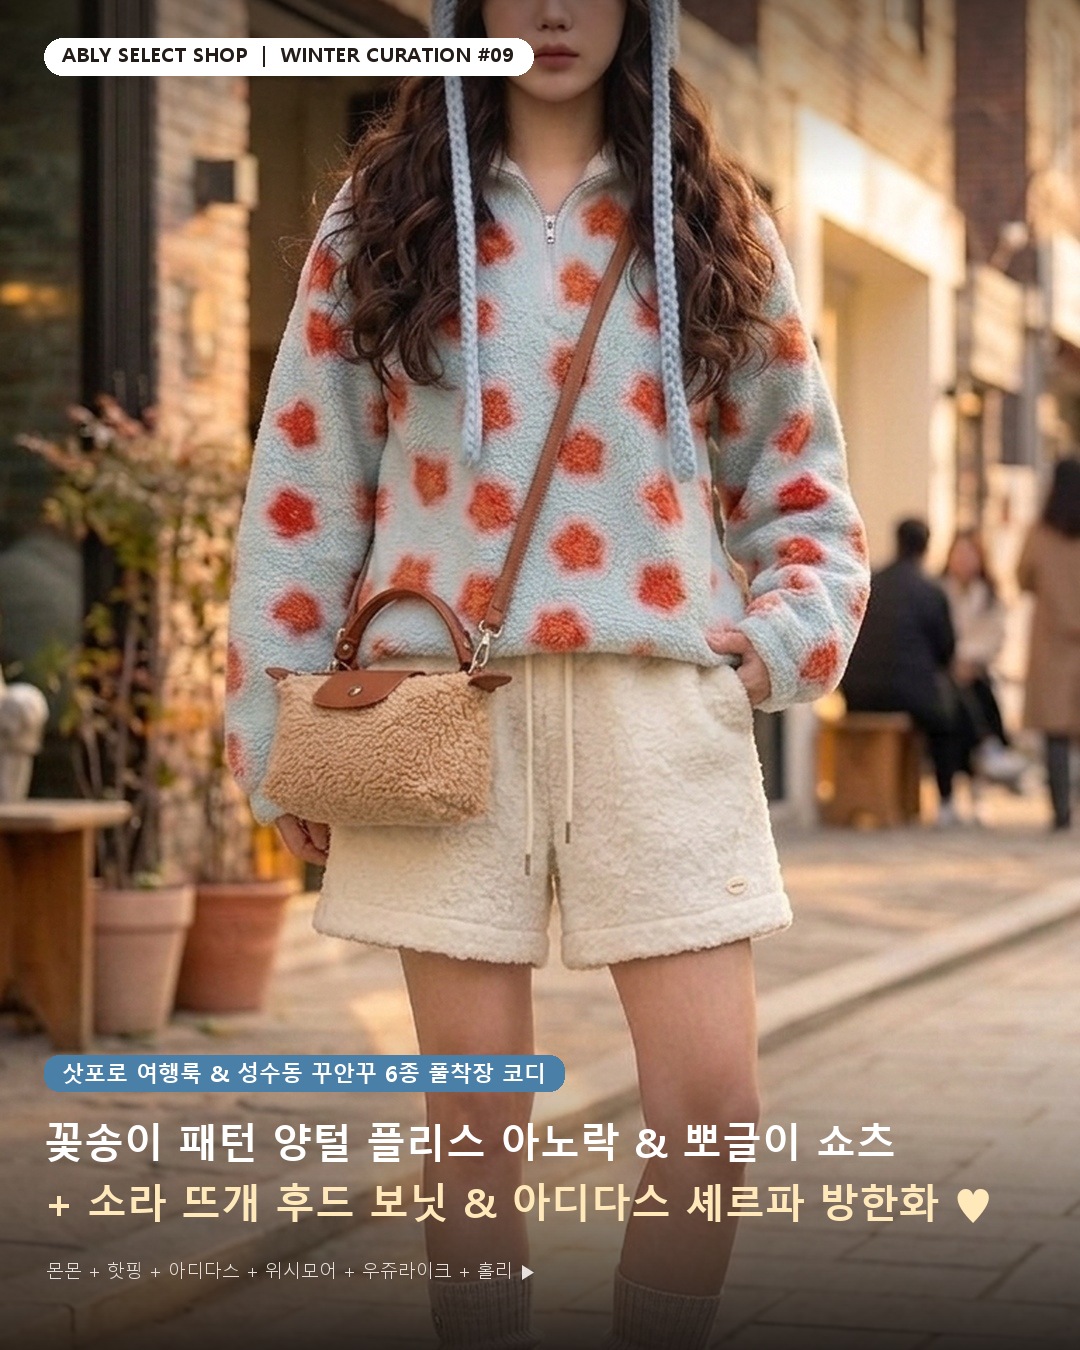 ABLY SELECT SHOP | WINTER CURATION #09
삿포로 여행룩 & 성수동 꾸안꾸 6종 풀착장 코디
꽃송이 패턴 양털 플리스 아노락 & 뽀글이 쇼츠
+ 소라 뜨개 후드 보닛 & 아디다스 셰르파 방한화 ♥
몬몬 + 핫핑 + 아디다스 + 위시모어 + 우쥬라이크 + 홀리 ▶